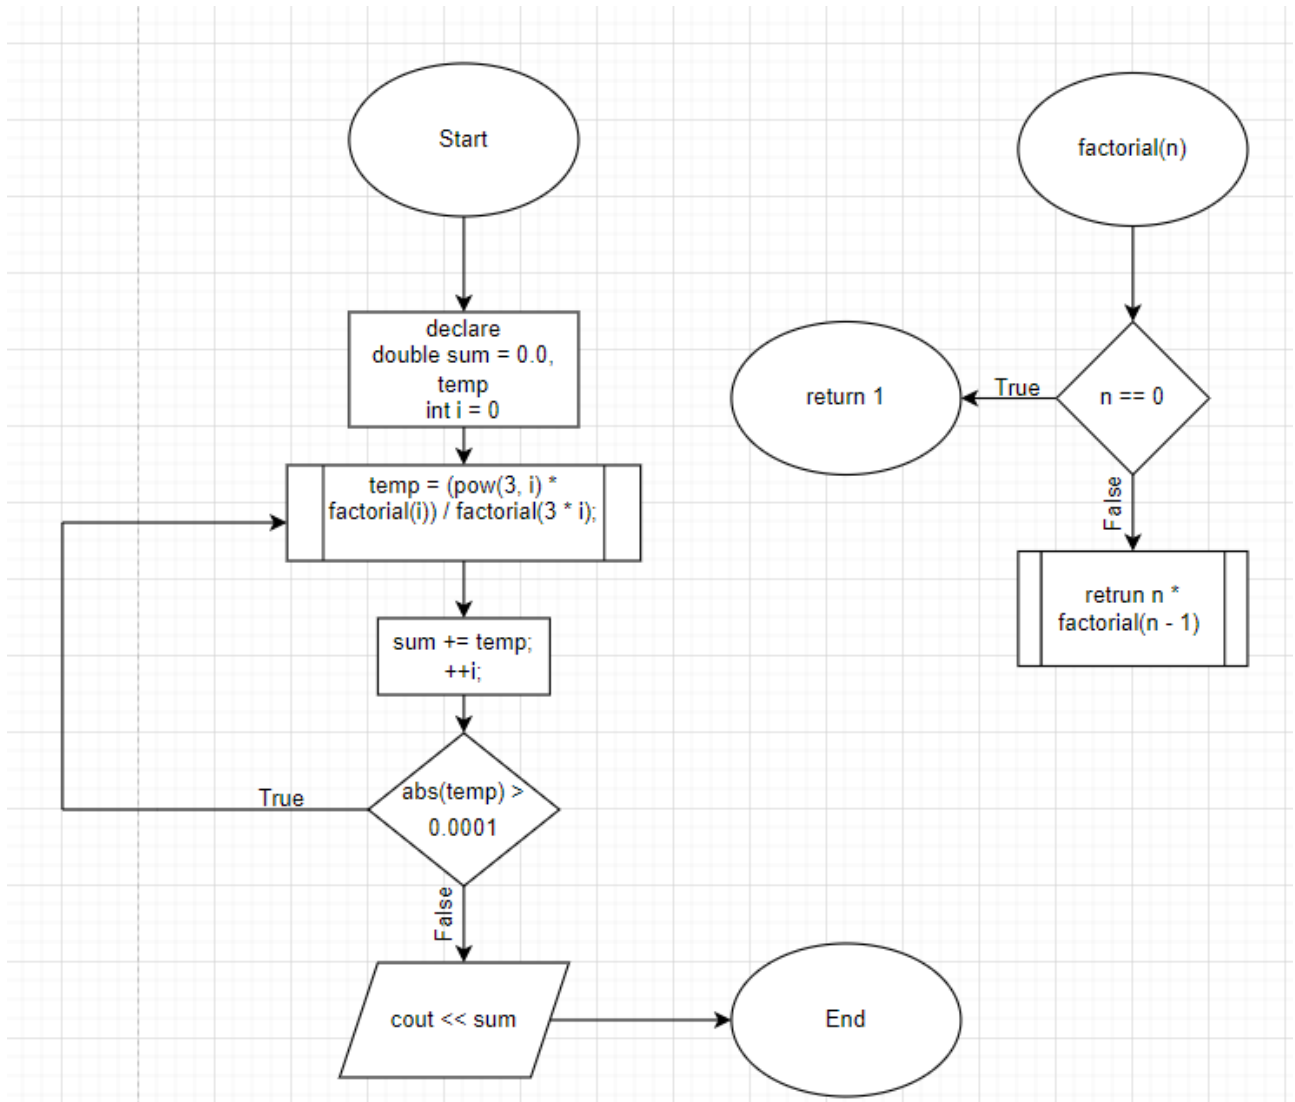 Start
declare
double sum = 0.0,
temp
int i = 0
temp = (pow(3, i) *
factorial(i)) / factorial(3 * i);
sum += temp;
++i;
abs(temp) >
0.0001
True
False
cout << sum
End
factorial(n)
n == 0
True
return 1
False
retrun n *
factorial(n - 1)